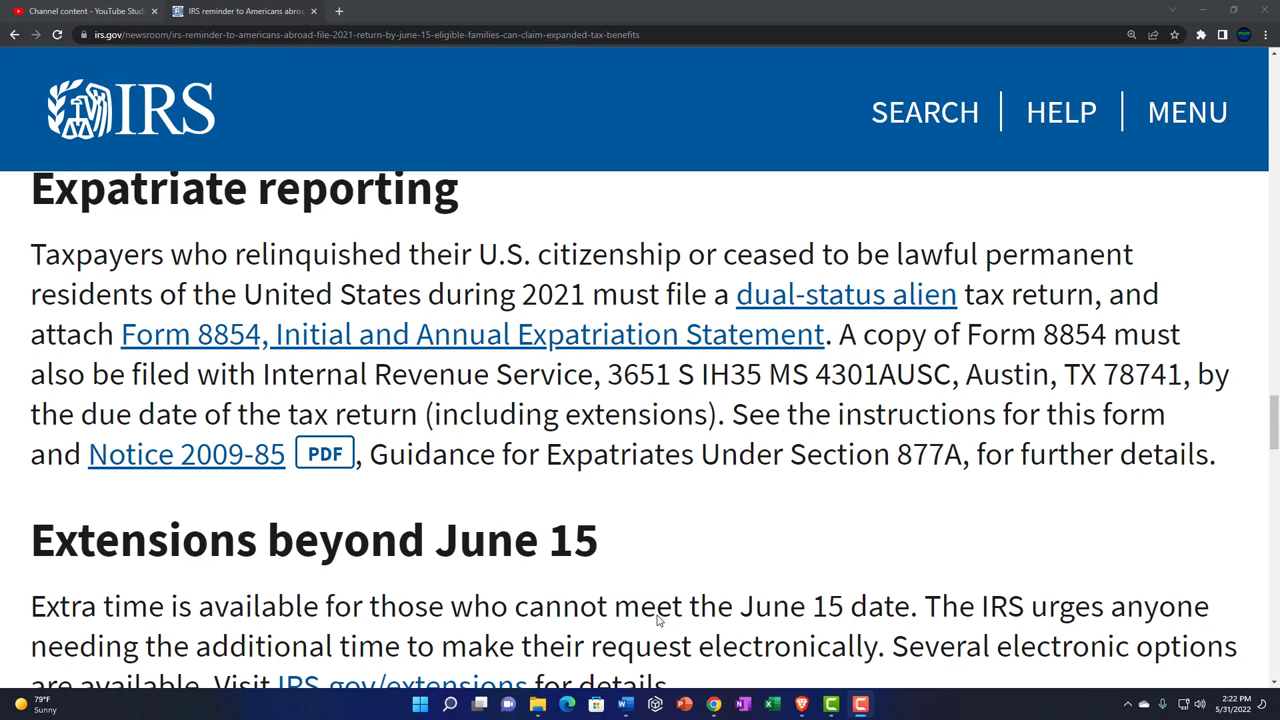 Channel content - YouTube Studi
IRS reminder to Americans abroa
irs.gov/newsroom/irs-reminder-to-americans-abroad-file-2021-return-by-june-15-eligible-families-can-claim-expanded-tax-benefits
IRS
SEARCH
HELP
MENU
Expatriate reporting
Taxpayers who relinquished their U.S. citizenship or ceased to be lawful permanent
residents of the United States during 2021 must file a dual-status alien tax return, and
attach Form 8854, Initial and Annual Expatriation Statement. A copy of Form 8854 must
also be filed with Internal Revenue Service, 3651 S IH35 MS 4301AUSC, Austin, TX 78741, by
the due date of the tax return (including extensions). See the instructions for this form
and Notice 2009-85 PDF, Guidance for Expatriates Under Section 877A, for further details.
Extensions beyond June 15
Extra time is available for those who cannot meet the June 15 date. The IRS urges anyone
needing the additional time to make their request electronically. Several electronic options
are available. Visit IRS.gov/extensions for details.
79°F
Sunny
2:22 PM
5/31/2022